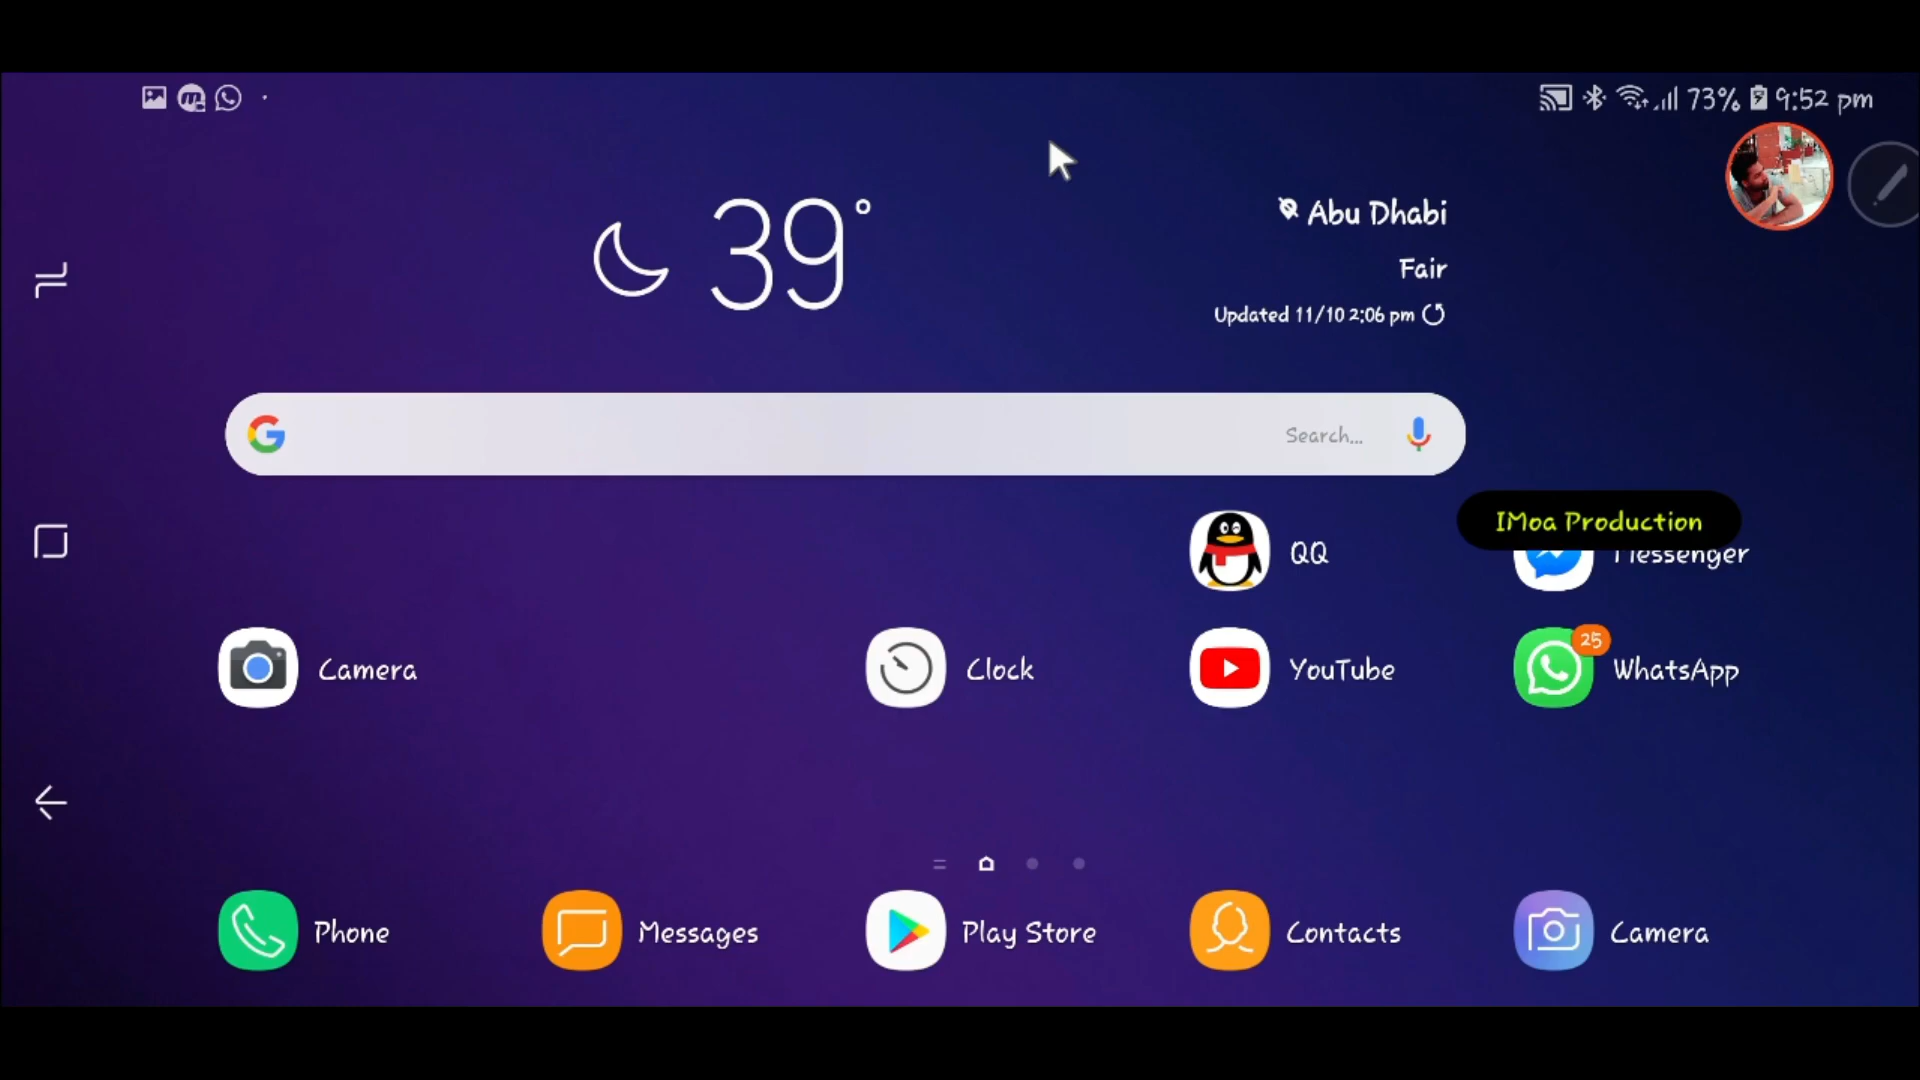 73% 9:52 pm
39°
Abu Dhabi
Fair
Updated 11/10 2:06 pm
Search...
IMoa Production
QQ
Messenger
Camera
Clock
YouTube
25
WhatsApp
Phone
Messages
Play Store
Contacts
Camera